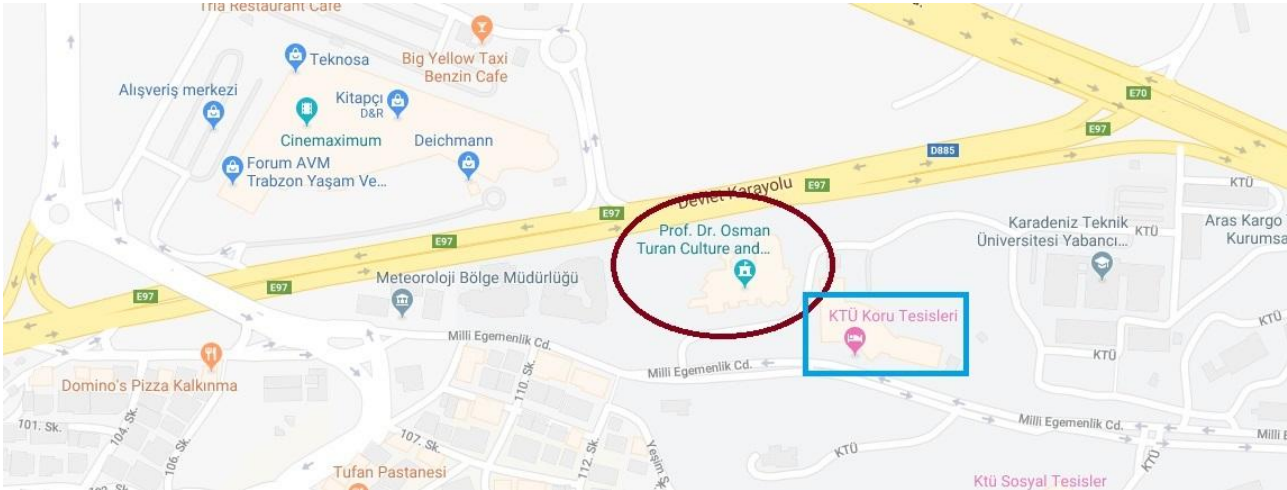 Tria Restaurant Cafe
Teknosa
Big Yellow Taxi
Benzin Cafe
Alışveriş merkezi
Kitapçı
D&R
Cinemaximum
Deichmann
Forum AVM
Trabzon Yaşam Ve...
E70
E97
D885
E97
Devlet Karayolu
E97
E97
E97
E97
Prof. Dr. Osman
Turan Culture and...
Karadeniz Teknik
Üniversitesi Yabancı...
KTÜ
KTÜ
Aras Kargo
Kurumsa
Meteoroloji Bölge Müdürlüğü
KTÜ Koru Tesisleri
KTÜ
KTÜ
Milli Egemenlik Cd.
Milli Egemenlik Cd.
Milli Egemenlik Cd.
Milli E
Domino's Pizza Kalkınma
110. Sk.
101. Sk.
104. Sk.
106. Sk.
107. Sk.
112. Sk.
Yeşim S
KTÜ
KTÜ
Tufan Pastanesi
Ktü Sosyal Tesisler